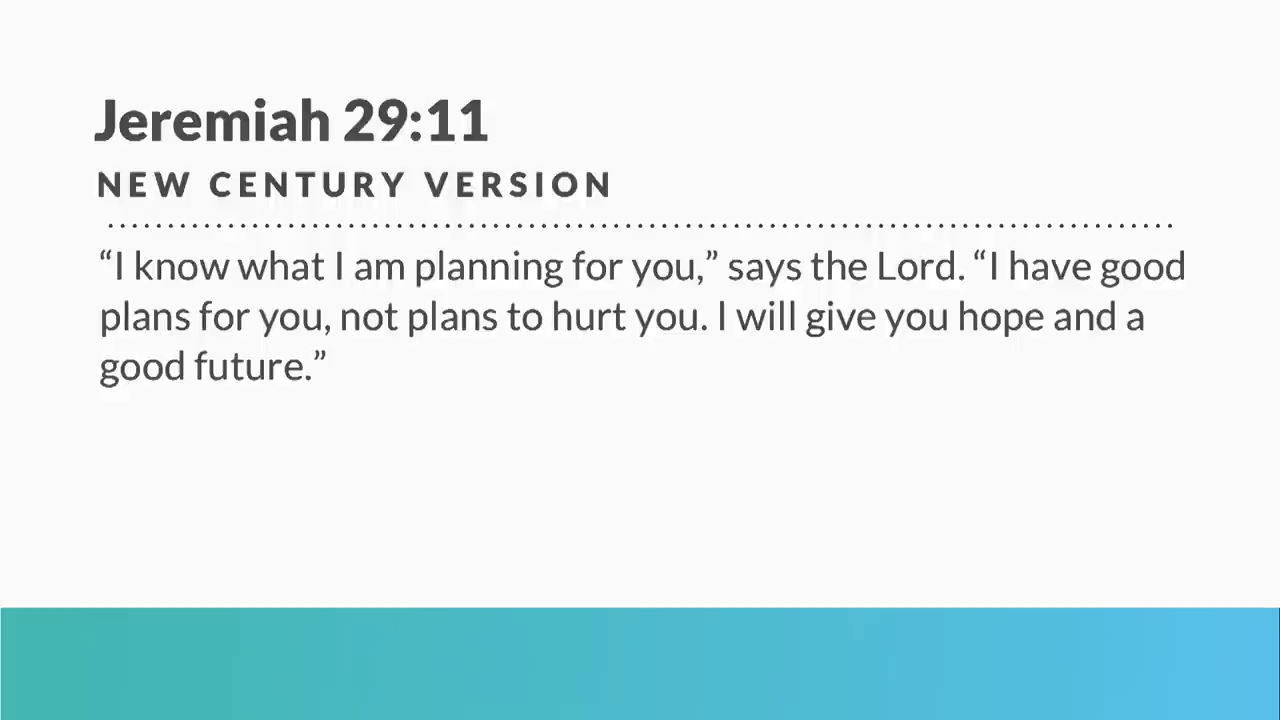 Jeremiah 29:11
NEW CENTURY VERSION
“I know what I am planning for you,” says the Lord. “I have good
plans for you, not plans to hurt you. I will give you hope and a
good future.”